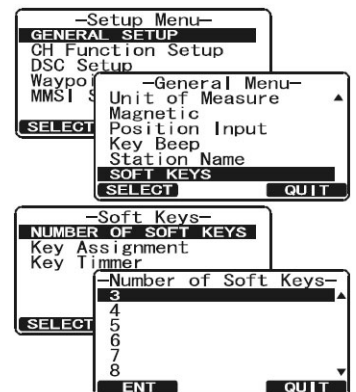 —Setup Menu—
GENERAL SETUP
CH Function Setup
DSC Setup
Waypoi
MMSI S
SELECT
—General Menu—
Unit of Measure
Magnetic
Position Input
Key Beep
Station Name
SOFT KEYS
SELECT QUIT
—Soft Keys—
NUMBER OF SOFT KEYS
Key Assignment
Key Timmer
SELECT
—Number of Soft Keys—
3
4
5
6
7
8
ENT QUIT